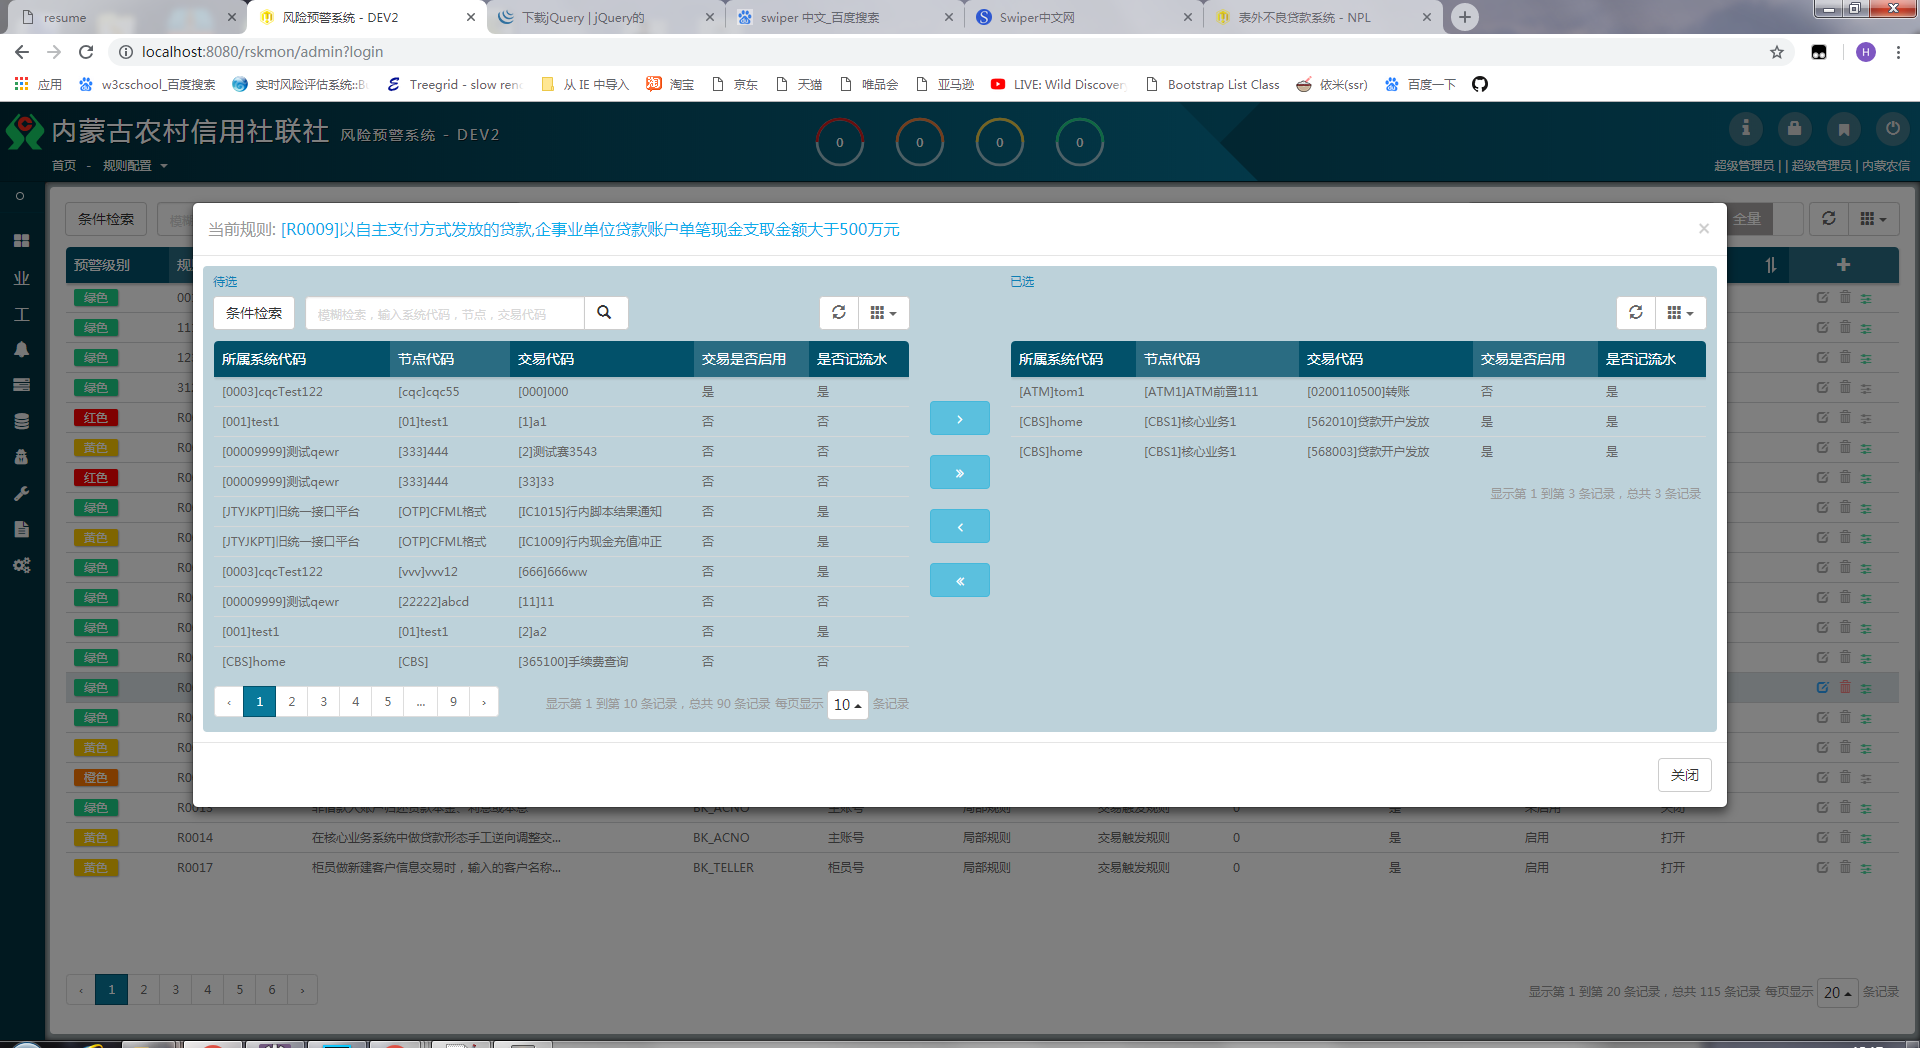 resume
风险预警系统 - DEV2
下载jQuery | jQuery的
swiper 中文_百度搜索
Swiper中文网
表外不良贷款系统 - NPL
localhost:8080/rskmon/admin?login
H
应用
w3cschool_百度搜索
实时风险评估系统::B
Treegrid - slow ren
从 IE 中导入
淘宝
京东
天猫
唯品会
亚马逊
LIVE: Wild Discover
Bootstrap List Class
依米(ssr)
百度一下
内蒙古农村信用社联社 风险预警系统 - DEV2
0 0 0 0
首页 - 规则配置
超级管理员 | | 超级管理员 | 内蒙农信
条件检索
全量
当前规则: [R0009]以自主支付方式发放的贷款,企事业单位贷款账户单笔现金支取金额大于500万元
×
待选
已选
条件检索 模糊检索，输入系统代码，节点，交易代码
所属系统代码 节点代码 交易代码 交易是否启用 是否记流水
[0003]cqcTest122 [cqc]cqc55 [000]000 是 是
[001]test1 [01]test1 [1]a1 否 否
[00009999]测试qewr [333]444 [2]测试赛3543 否 否
[00009999]测试qewr [333]444 [33]33 否 否
[JTYJKPT]旧统一接口平台 [OTP]CFML格式 [IC1015]行内脚本结果通知 否 是
[JTYJKPT]旧统一接口平台 [OTP]CFML格式 [IC1009]行内现金充值冲正 否 是
[0003]cqcTest122 [vvv]vvv12 [666]666ww 否 是
[00009999]测试qewr [22222]abcd [11]11 否 否
[001]test1 [01]test1 [2]a2 否 是
[CBS]home [CBS] [365100]手续费查询 否 否
‹ 1 2 3 4 5 ... 9 ›
显示第 1 到第 10 条记录，总共 90 条记录 每页显示 10 条记录
所属系统代码 节点代码 交易代码 交易是否启用 是否记流水
[ATM]tom1 [ATM1]ATM前置111 [0200110500]转账 否 是
[CBS]home [CBS1]核心业务1 [562010]贷款开户发放 是 是
[CBS]home [CBS1]核心业务1 [568003]贷款开户发放 是 是
显示第 1 到第 3 条记录，总共 3 条记录
关闭
预警级别
绿色 00
绿色 11
绿色 12
绿色 31
红色 R0
黄色 R0
红色 R0
绿色 R0
黄色 R0
绿色 R0
绿色 R0
绿色 R0
绿色 R0
绿色 R0
绿色 R0
黄色 R0
橙色 R0
绿色
黄色 R0014 在核心业务系统中做贷款形态手工逆向调整交... BK_ACNO 主账号 局部规则 交易触发规则 0 是 启用 打开
黄色 R0017 柜员做新建客户信息交易时，输入的客户名称... BK_TELLER 柜员号 局部规则 交易触发规则 0 是 启用 打开
‹ 1 2 3 4 5 6 ›
显示第 1 到第 20 条记录，总共 115 条记录 每页显示 20 条记录
业
工